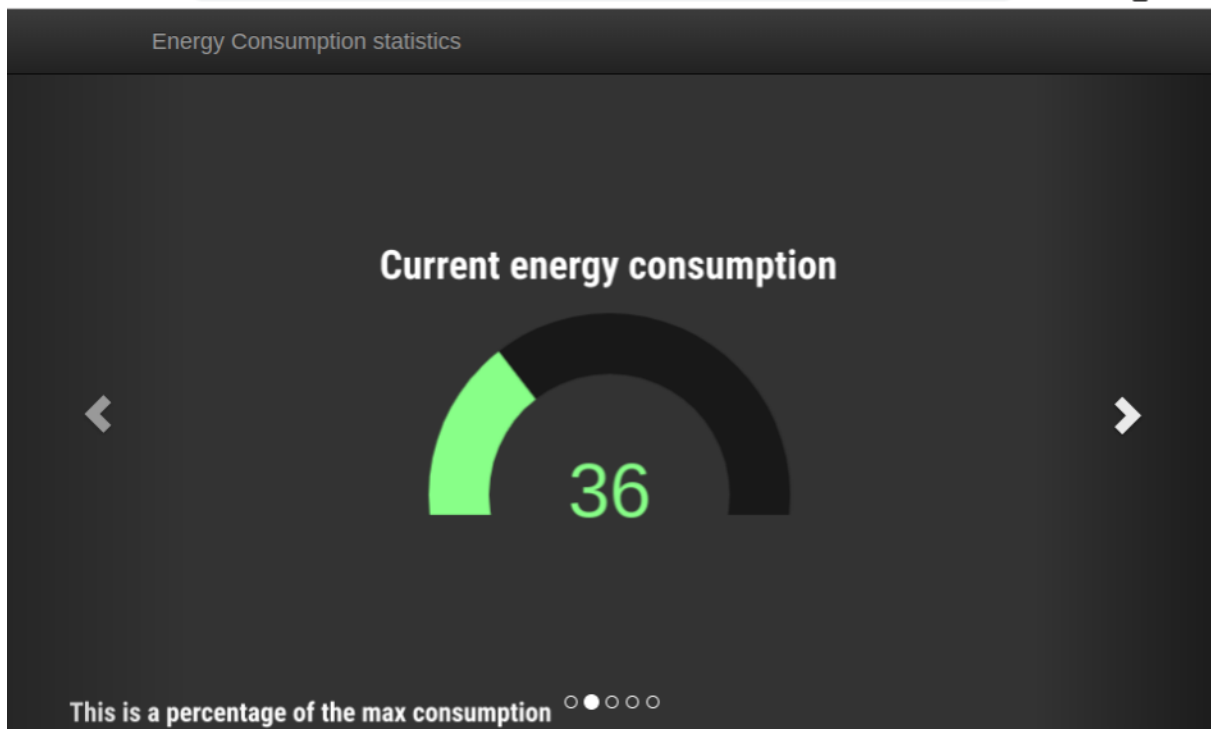 Energy Consumption statistics
Current energy consumption
36
This is a percentage of the max consumption